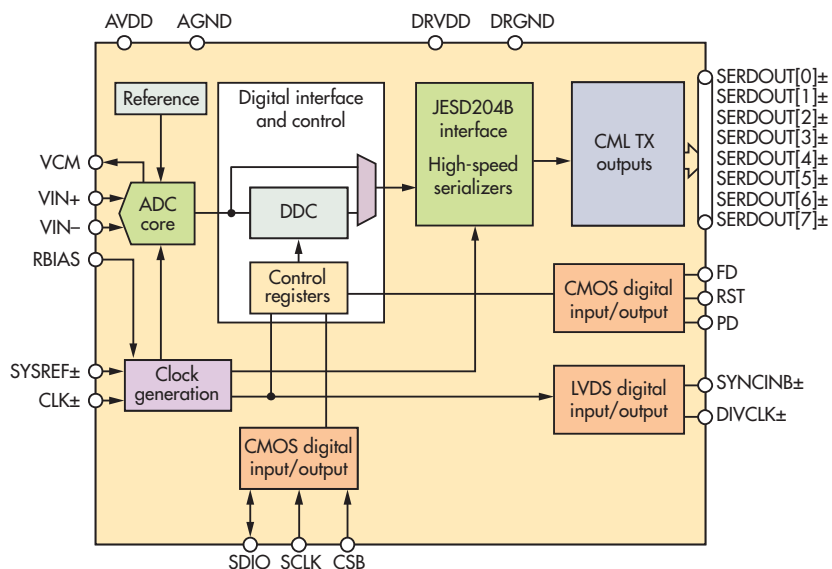 AVDD
AGND
DRVDD
DRGND
Reference
Digital interface
and control
JESD204B
interface
High-speed
serializers
CML TX
outputs
SERDOUT[0]±
SERDOUT[1]±
SERDOUT[2]±
SERDOUT[3]±
SERDOUT[4]±
SERDOUT[5]±
SERDOUT[6]±
SERDOUT[7]±
VCM
VIN+
VIN–
RBIAS
ADC
core
DDC
Control
registers
CMOS digital
input/output
FD
RST
PD
SYSREF±
CLK±
Clock
generation
LVDS digital
input/output
SYNCINB±
DIVCLK±
CMOS digital
input/output
SDIO
SCLK
CSB